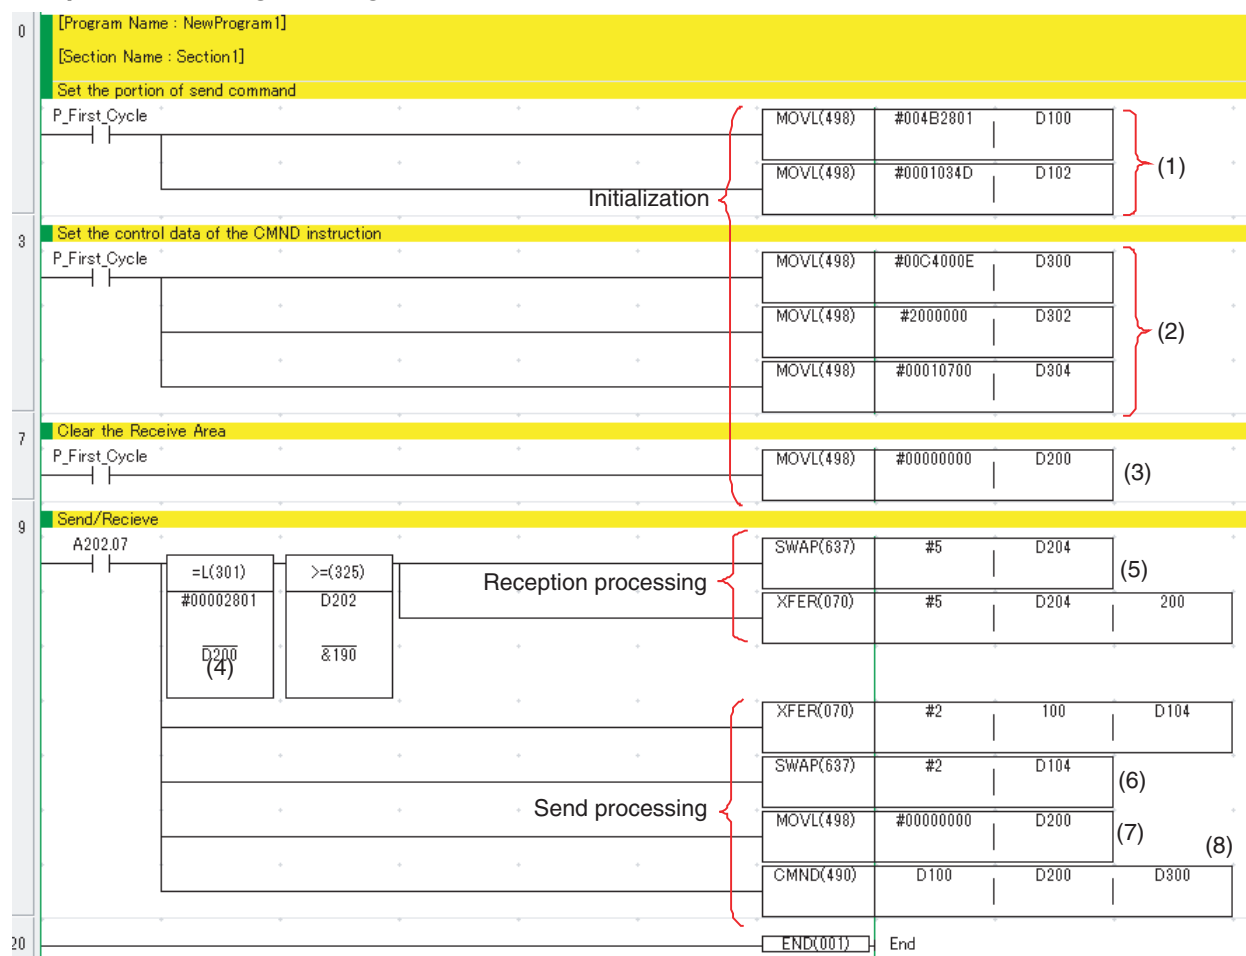 0
[Program Name : NewProgram1]
[Section Name : Section1]
Set the portion of send command
P_First_Cycle
MOVL(498) #004B2801 D100
(1)
MOVL(498) #0001034D D102
Initialization
3
Set the control data of the CMND instruction
P_First_Cycle
MOVL(498) #00C4000E D300
MOVL(498) #2000000 D302
(2)
MOVL(498) #00010700 D304
7
Clear the Receive Area
P_First_Cycle
MOVL(498) #00000000 D200
(3)
9
Send/Recieve
A202.07
=L(301) >=(325)
#00002801 D202
D200 &190
(4)
Reception processing
SWAP(637) #5 D204
(5)
XFER(070) #5 D204 200
XFER(070) #2 100 D104
SWAP(637) #2 D104
(6)
Send processing
MOVL(498) #00000000 D200
(7)
(8)
CMND(490) D100 D200 D300
20
END(001) End